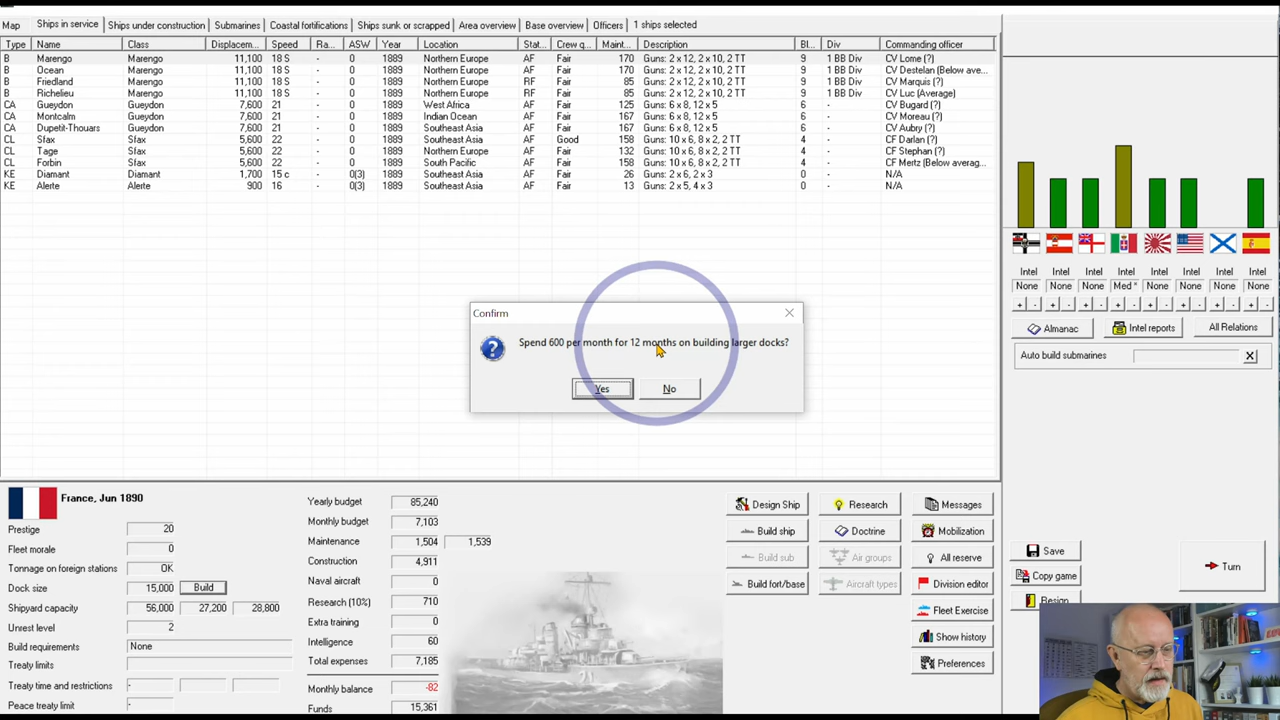 Map Ships in service Ships under construction Submarines Coastal fortifications Ships sunk or scrapped Area overview Base overview Officers 1 ships selected
Type Name Class Displacem... Speed Ra... ASW Year Location Stat... Crew q... Maint... Description Bl... Div Commanding officer
B Marengo Marengo 11,100 18 S - 0 1889 Northern Europe AF Fair 170 Guns: 2 x 12, 2 x 10, 2 TT 9 1 BB Div CV Lome (?)
B Ocean Marengo 11,100 18 S - 0 1889 Northern Europe AF Fair 170 Guns: 2 x 12, 2 x 10, 2 TT 9 1 BB Div CV Destelan (Below ave...
B Friedland Marengo 11,100 18 S - 0 1889 Northern Europe RF Fair 85 Guns: 2 x 12, 2 x 10, 2 TT 9 1 BB Div CV Marquis (?)
B Richelieu Marengo 11,100 18 S - 0 1889 Northern Europe RF Fair 85 Guns: 2 x 12, 2 x 10, 2 TT 9 1 BB Div CV Luc (Average)
CA Gueydon Gueydon 7,600 21 - 0 1889 West Africa AF Fair 125 Guns: 6 x 8, 12 x 5 6 - CV Bugard (?)
CA Montcalm Gueydon 7,600 21 - 0 1889 Indian Ocean AF Fair 167 Guns: 6 x 8, 12 x 5 6 - CV Moreau (?)
CA Dupetit-Thouars Gueydon 7,600 21 - 0 1889 Southeast Asia AF Fair 167 Guns: 6 x 8, 12 x 5 6 - CV Aubry (?)
CL Sfax Sfax 5,600 22 - 0 1889 Southeast Asia AF Good 158 Guns: 10 x 6, 8 x 2, 2 TT 4 - CF Darlan (?)
CL Tage Sfax 5,600 22 - 0 1889 Northern Europe AF Fair 132 Guns: 10 x 6, 8 x 2, 2 TT 4 - CF Stephan (?)
CL Forbin Sfax 5,600 22 - 0 1889 South Pacific AF Fair 158 Guns: 10 x 6, 8 x 2, 2 TT 4 - CF Mertz (Below averag...
KE Diamant Diamant 1,700 15 c - 0(3) 1889 Southeast Asia AF Fair 26 Guns: 2 x 6, 2 x 3 0 - N/A
KE Alerte Alerte 900 16 - 0(3) 1889 Southeast Asia AF Fair 13 Guns: 2 x 5, 4 x 3 0 - N/A
Intel Intel Intel Intel Intel Intel Intel Intel
None None None Med * None None None None
+ - + - + - + - + - + - + - + -
Almanac Intel reports All Relations
Auto build submarines X
Confirm
Spend 600 per month for 12 months on building larger docks?
Yes No
France, Jun 1890
Prestige 20
Fleet morale 0
Tonnage on foreign stations OK
Dock size 15,000 Build
Shipyard capacity 56,000 27,200 28,800
Unrest level 2
Build requirements None
Treaty limits
Treaty time and restrictions -
Peace treaty limit -
Yearly budget 85,240
Monthly budget 7,103
Maintenance 1,504 1,539
Construction 4,911
Naval aircraft 0
Research (10%) 710
Extra training 0
Intelligence 60
Total expenses 7,185
Monthly balance -82
Funds 15,361
Design Ship Research Messages
Build ship Doctrine Mobilization
Build sub Air groups All reserve
Build fort/base Aircraft types Division editor
Fleet Exercise
Show history
Preferences
Save
Copy game
Resign
Turn